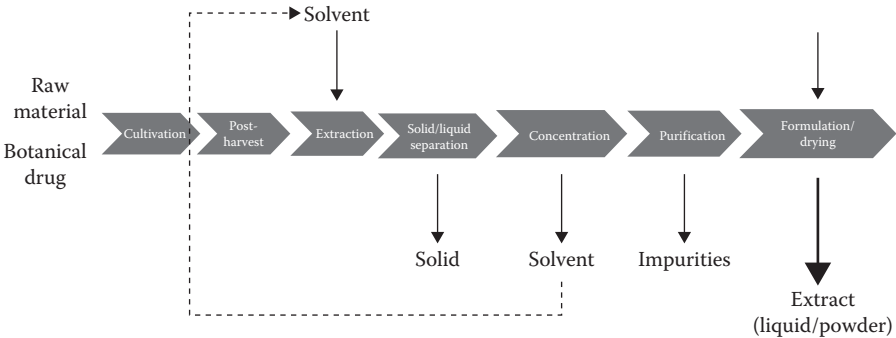 Solvent
Raw
material
Botanical
drug
Cultivation
Post-
harvest
Extraction
Solid/liquid
separation
Concentration
Purification
Formulation/
drying
Solid
Solvent
Impurities
Extract
(liquid/powder)